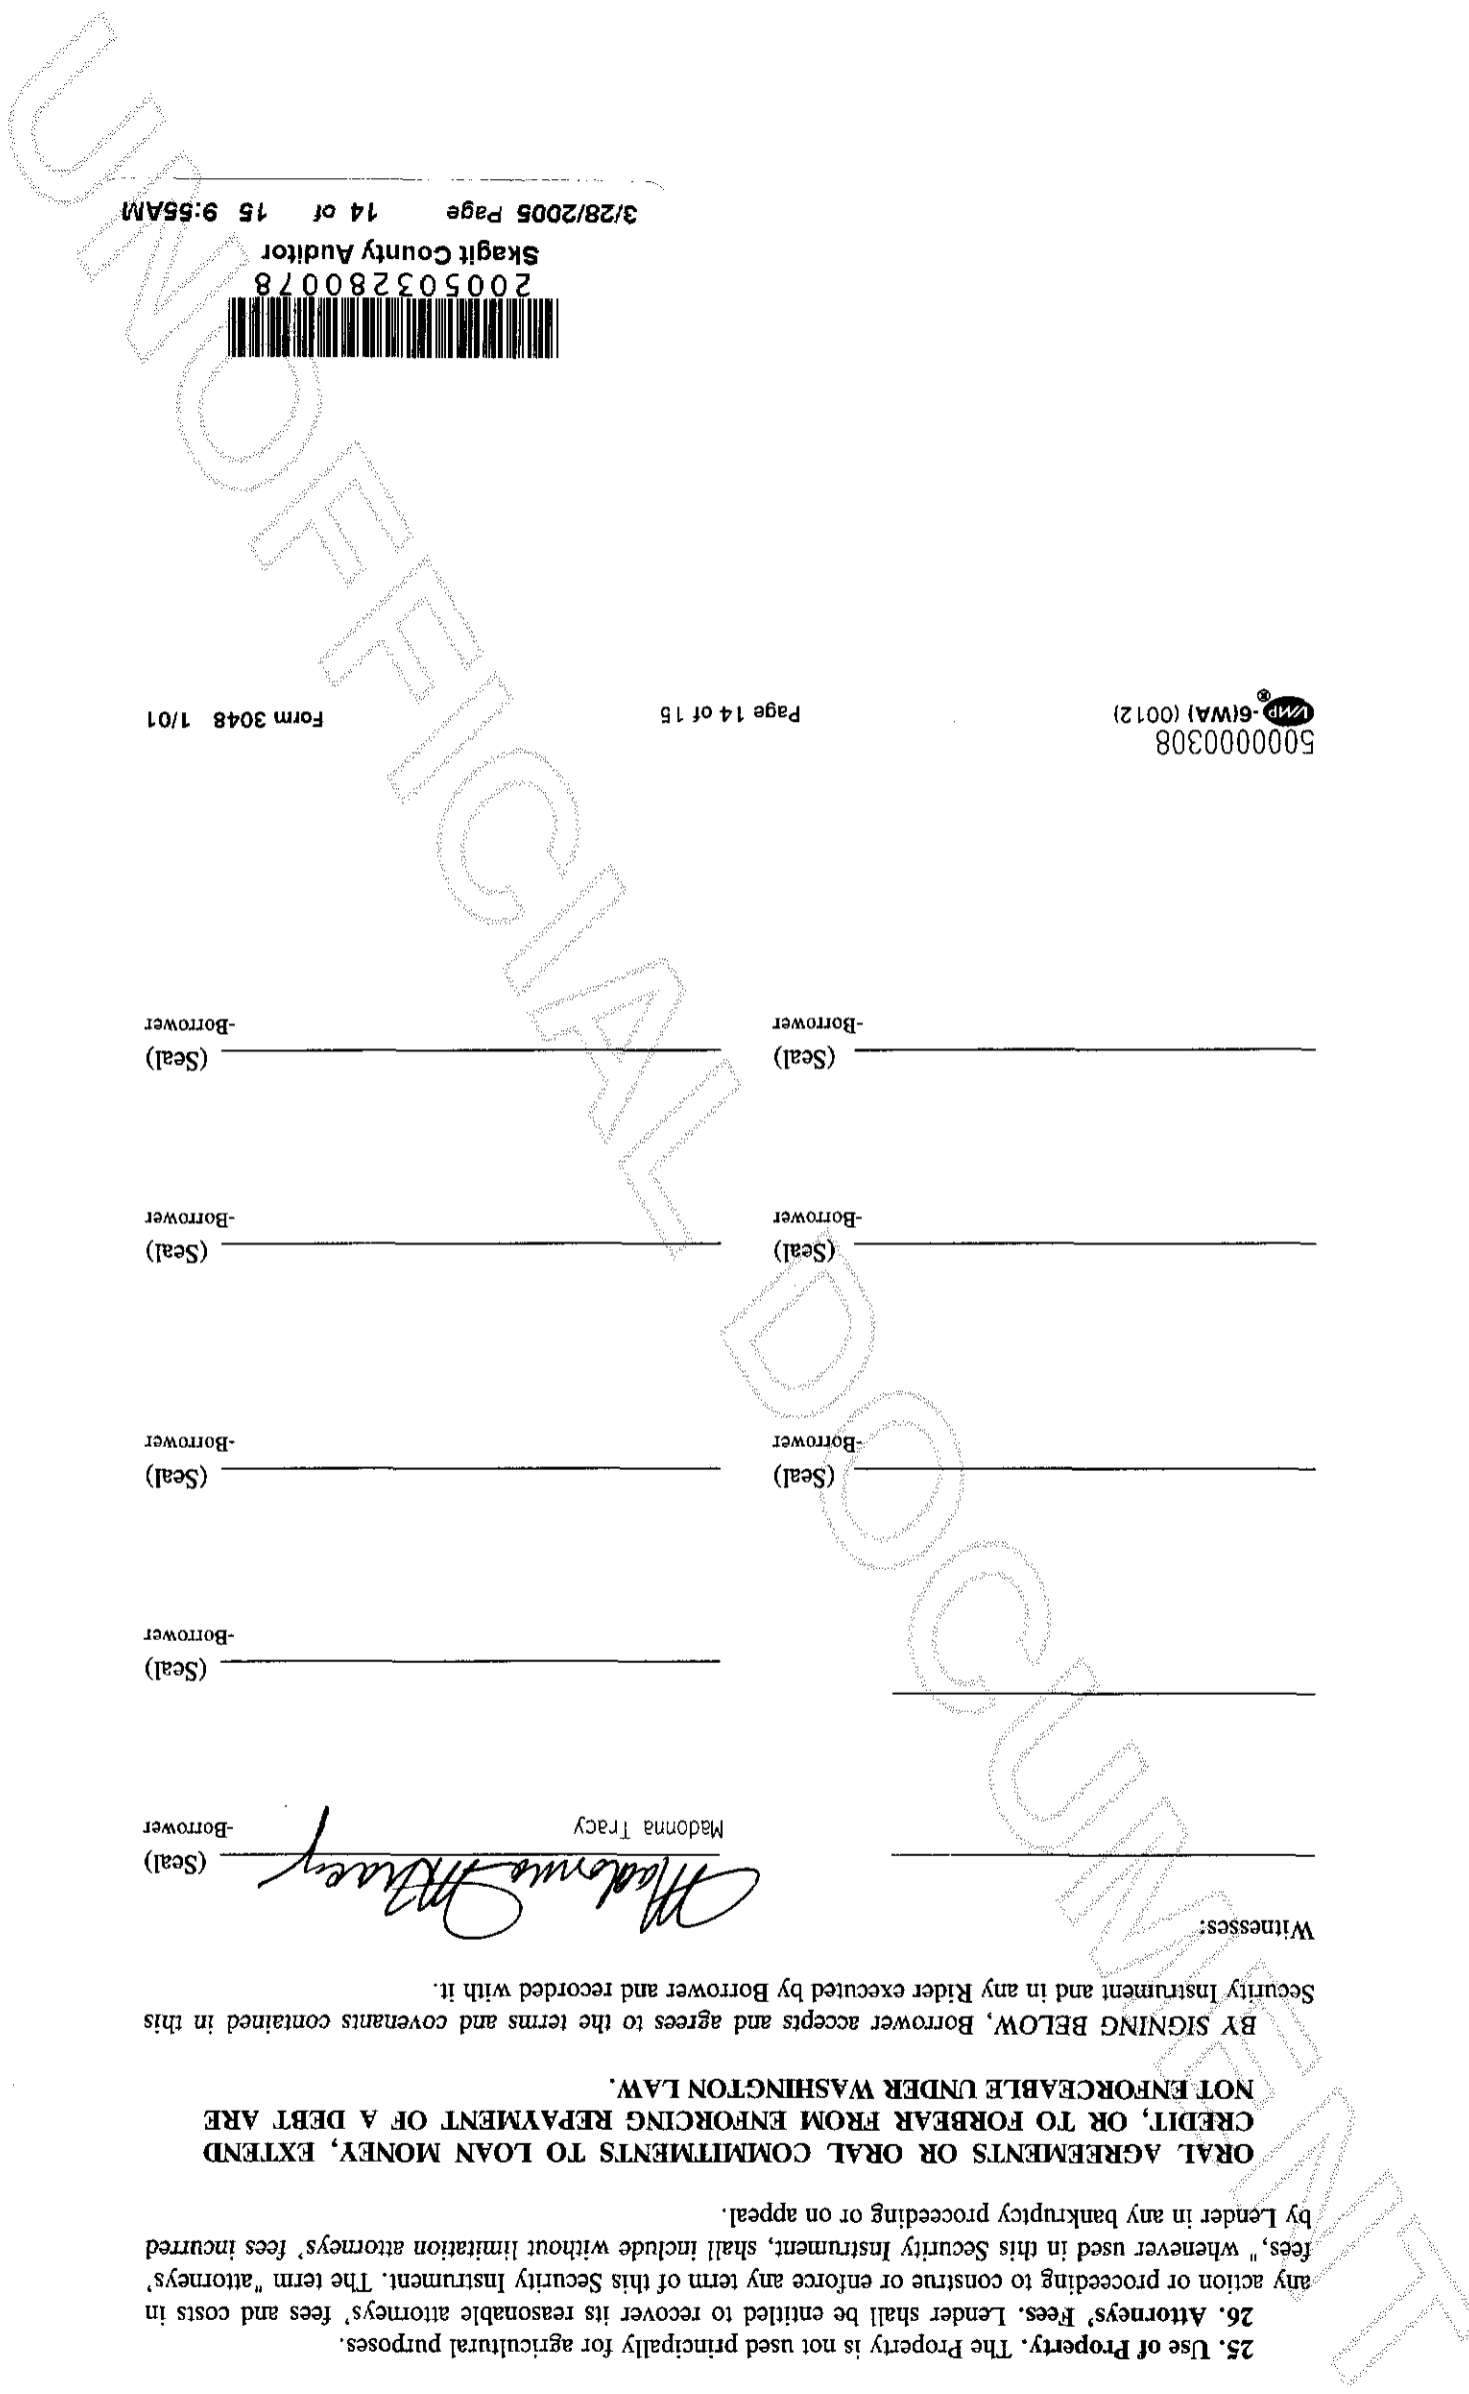 25. Use of Property. The Property is not used principally for agricultural purposes.
26. Attorneys' Fees. Lender shall be entitled to recover its reasonable attorneys' fees and costs in
any action or proceeding to construe or enforce any term of this Security Instrument. The term "attorneys'
fees," whenever used in this Security Instrument, shall include without limitation attorneys' fees incurred
by Lender in any bankruptcy proceeding or on appeal.
ORAL AGREEMENTS OR ORAL COMMITMENTS TO LOAN MONEY, EXTEND
CREDIT, OR TO FORBEAR FROM ENFORCING REPAYMENT OF A DEBT ARE
NOT ENFORCEABLE UNDER WASHINGTON LAW.
BY SIGNING BELOW, Borrower accepts and agrees to the terms and covenants contained in this
Security Instrument and in any Rider executed by Borrower and recorded with it.
Witnesses:
Madonna M Tracy (Seal)
Madonna Tracy -Borrower
(Seal)
-Borrower
(Seal) (Seal)
-Borrower -Borrower
(Seal) (Seal)
-Borrower -Borrower
(Seal) (Seal)
-Borrower -Borrower
500000308
VMP -6(WA) (0012) Page 14 of 15 Form 3048 1/01
®
200503280078
Skagit County Auditor
3/28/2005 Page 14 of 15 9:55AM
UNOFFICIAL DOCUMENT